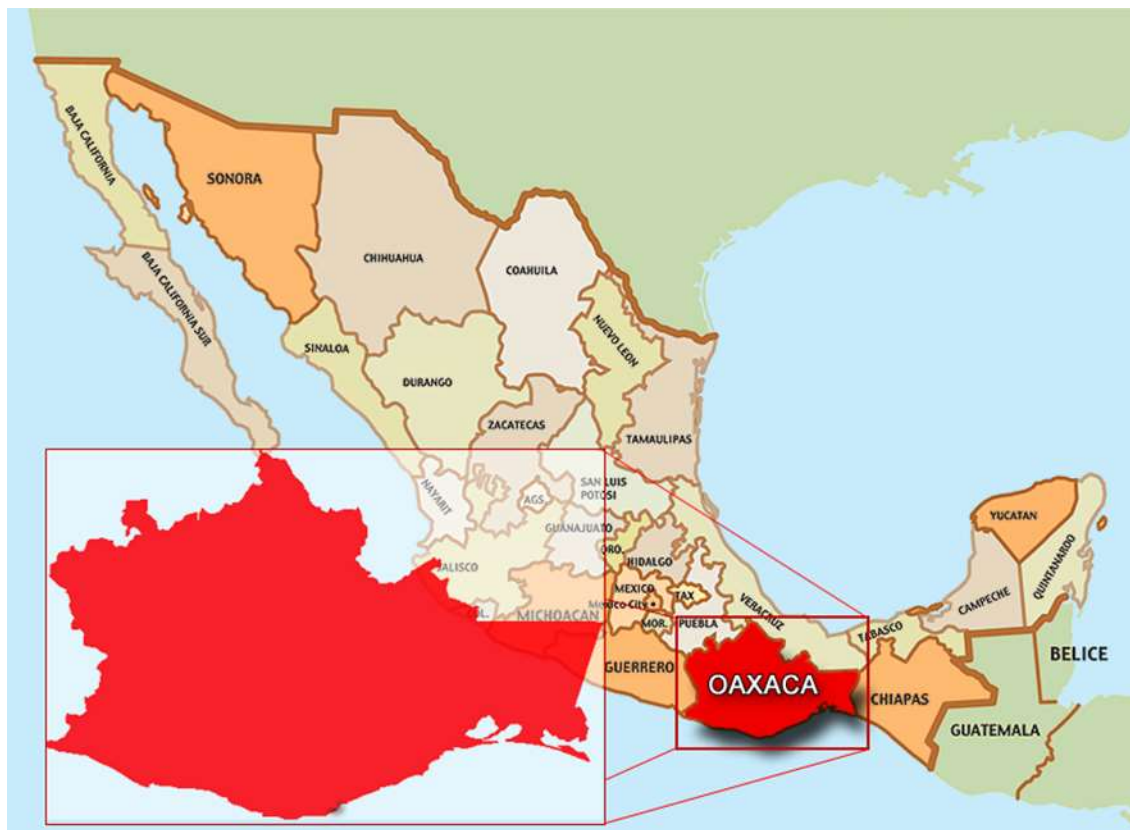 BAJA CALIFORNIA
SONORA
CHIHUAHUA
COAHUILA
BAJA CALIFORNIA SUR
SINALOA
NUEVO LEON
DURANGO
ZACATECAS
TAMAULIPAS
NAYARIT
AGS.
SAN LUIS
POTOSI
GUANAJUATO
QRO.
HIDALGO
JALISCO
MEXICO
TAX
Mexico City
COL.
MICHOACAN
MOR.
PUEBLA
VERACRUZ
YUCATAN
QUINTANARDO
CAMPECHE
TABASCO
BELICE
GUERRERO
OAXACA
CHIAPAS
GUATEMALA